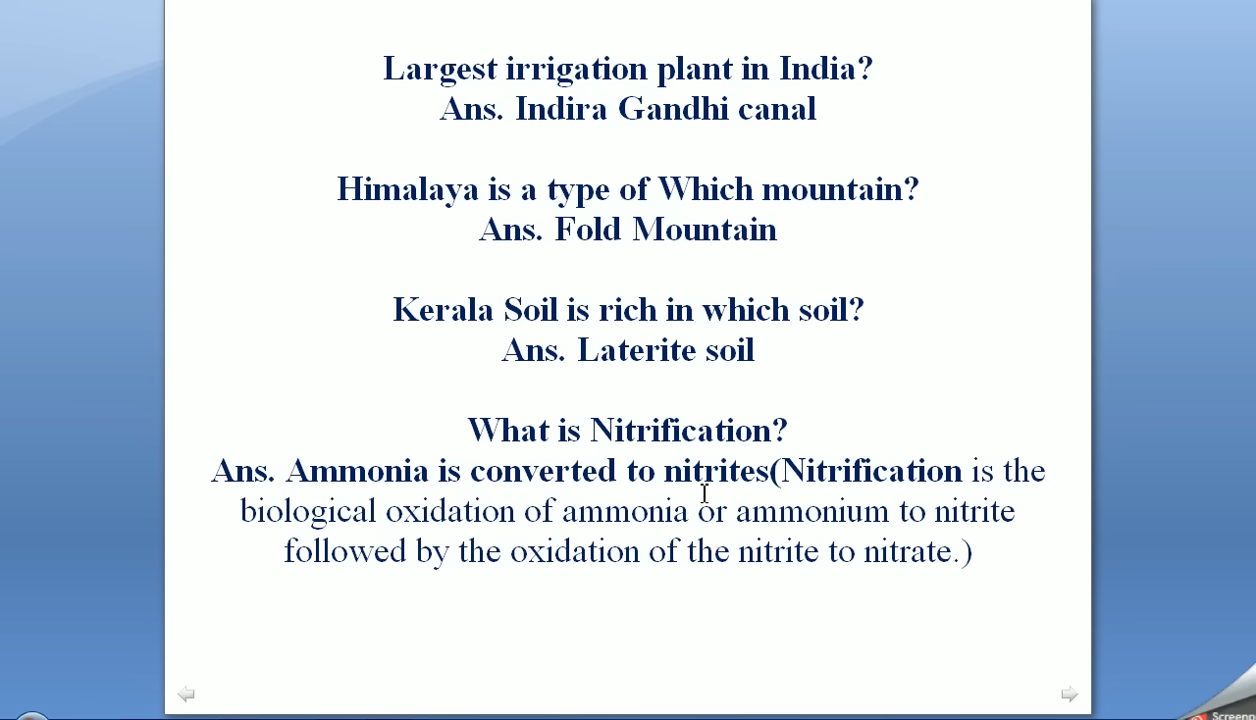 Largest irrigation plant in India?
Ans. Indira Gandhi canal
Himalaya is a type of Which mountain?
Ans. Fold Mountain
Kerala Soil is rich in which soil?
Ans. Laterite soil
What is Nitrification?
Ans. Ammonia is converted to nitrites(Nitrification is the
biological oxidation of ammonia or ammonium to nitrite
followed by the oxidation of the nitrite to nitrate.)